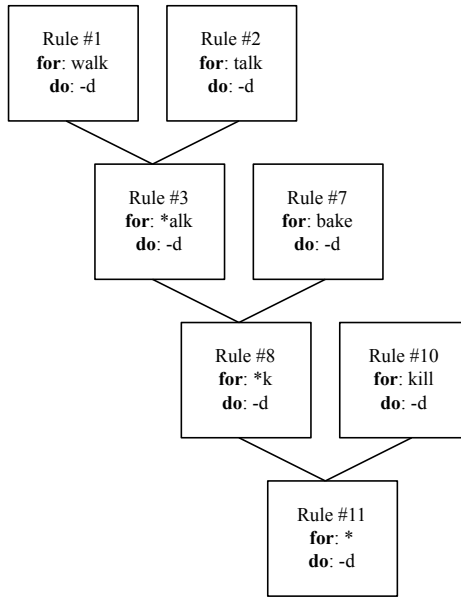 Rule #1
for: walk
do: -d
Rule #2
for: talk
do: -d
Rule #3
for: *alk
do: -d
Rule #7
for: bake
do: -d
Rule #8
for: *k
do: -d
Rule #10
for: kill
do: -d
Rule #11
for: *
do: -d